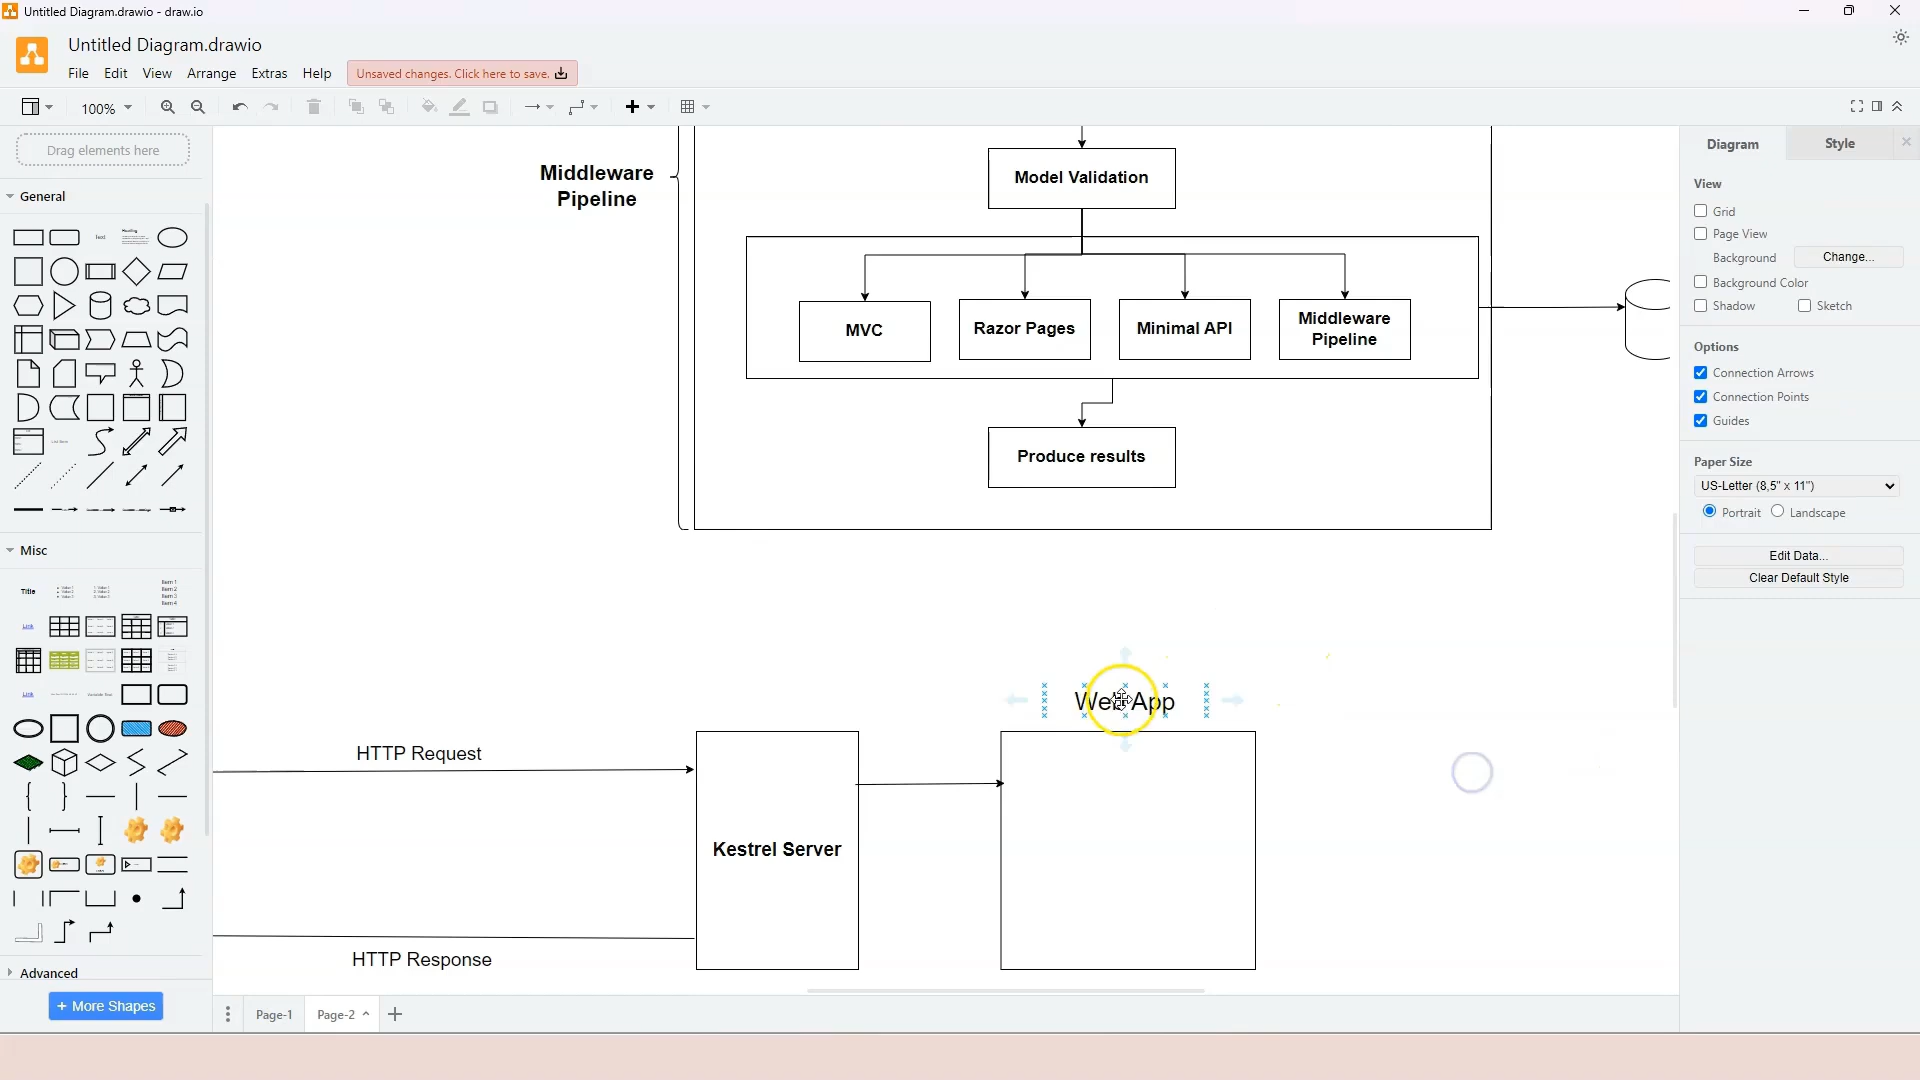 Untitled Diagram.drawio - draw.io
Untitled Diagram.drawio
File Edit View Arrange Extras Help
Unsaved changes. Click here to save.
100%
Drag elements here
General
Text
Heading
List Item
Misc
Title
Item 1
Item 2
Item 3
Item 4
Link
Link
Advanced
+ More Shapes
Middleware
Pipeline
Model Validation
MVC
Razor Pages
Minimal API
Middleware
Pipeline
Produce results
Web App
HTTP Request
Kestrel Server
HTTP Response
Page-1
Page-2
Diagram
Style
View
Grid
Page View
Background
Change...
Background Color
Shadow
Sketch
Options
Connection Arrows
Connection Points
Guides
Paper Size
US-Letter (8,5" x 11")
Portrait
Landscape
Edit Data...
Clear Default Style